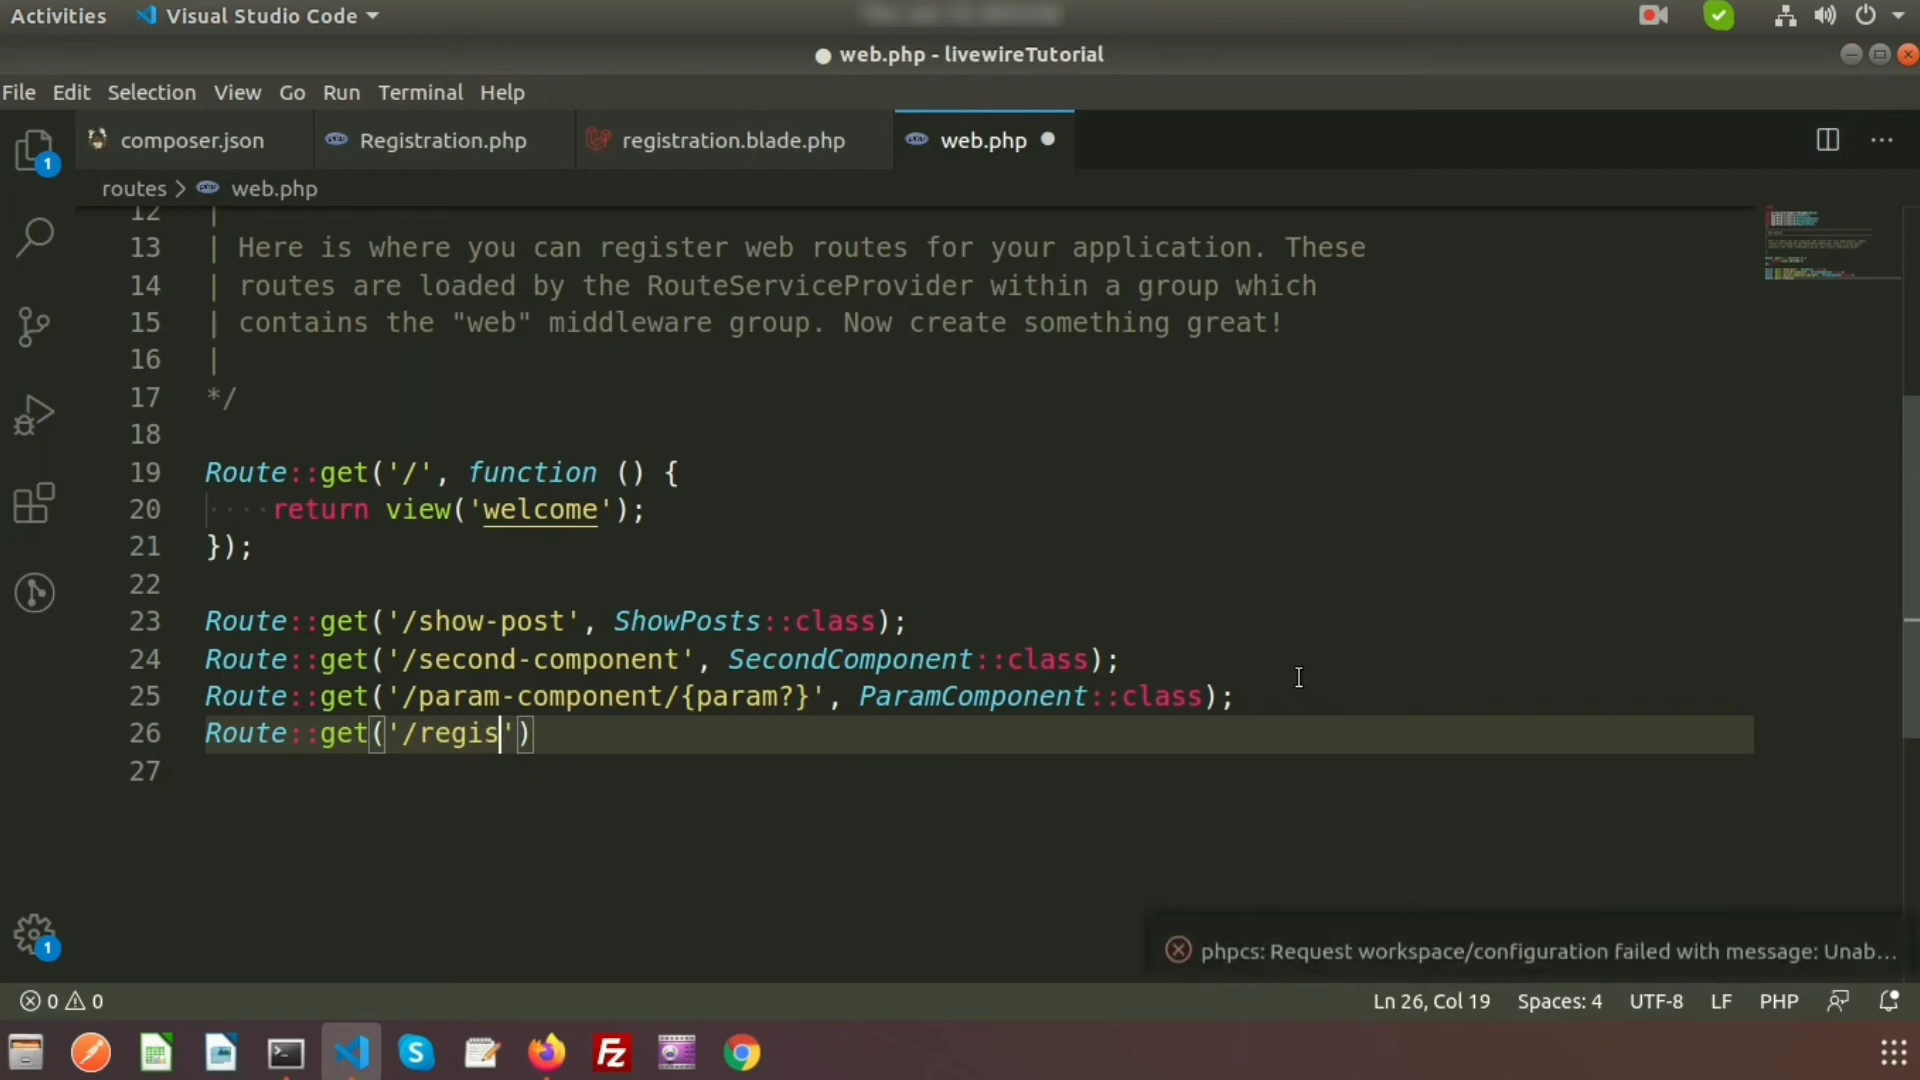 Activities Visual Studio Code
web.php - livewireTutorial
File Edit Selection View Go Run Terminal Help
1 composer.json Registration.php registration.blade.php web.php
routes > web.php
12 |
13 | Here is where you can register web routes for your application. These
14 | routes are loaded by the RouteServiceProvider within a group which
15 | contains the "web" middleware group. Now create something great!
16 |
17 */
18
19 Route::get('/', function () {
20 ····return view('welcome');
21 });
22
23 Route::get('/show-post', ShowPosts::class);
24 Route::get('/second-component', SecondComponent::class);
25 Route::get('/param-component/{param?}', ParamComponent::class);
26 Route::get('/regis')
27
1
phpcs: Request workspace/configuration failed with message: Unab...
0 0 Ln 26, Col 19 Spaces: 4 UTF-8 LF PHP
S Fz